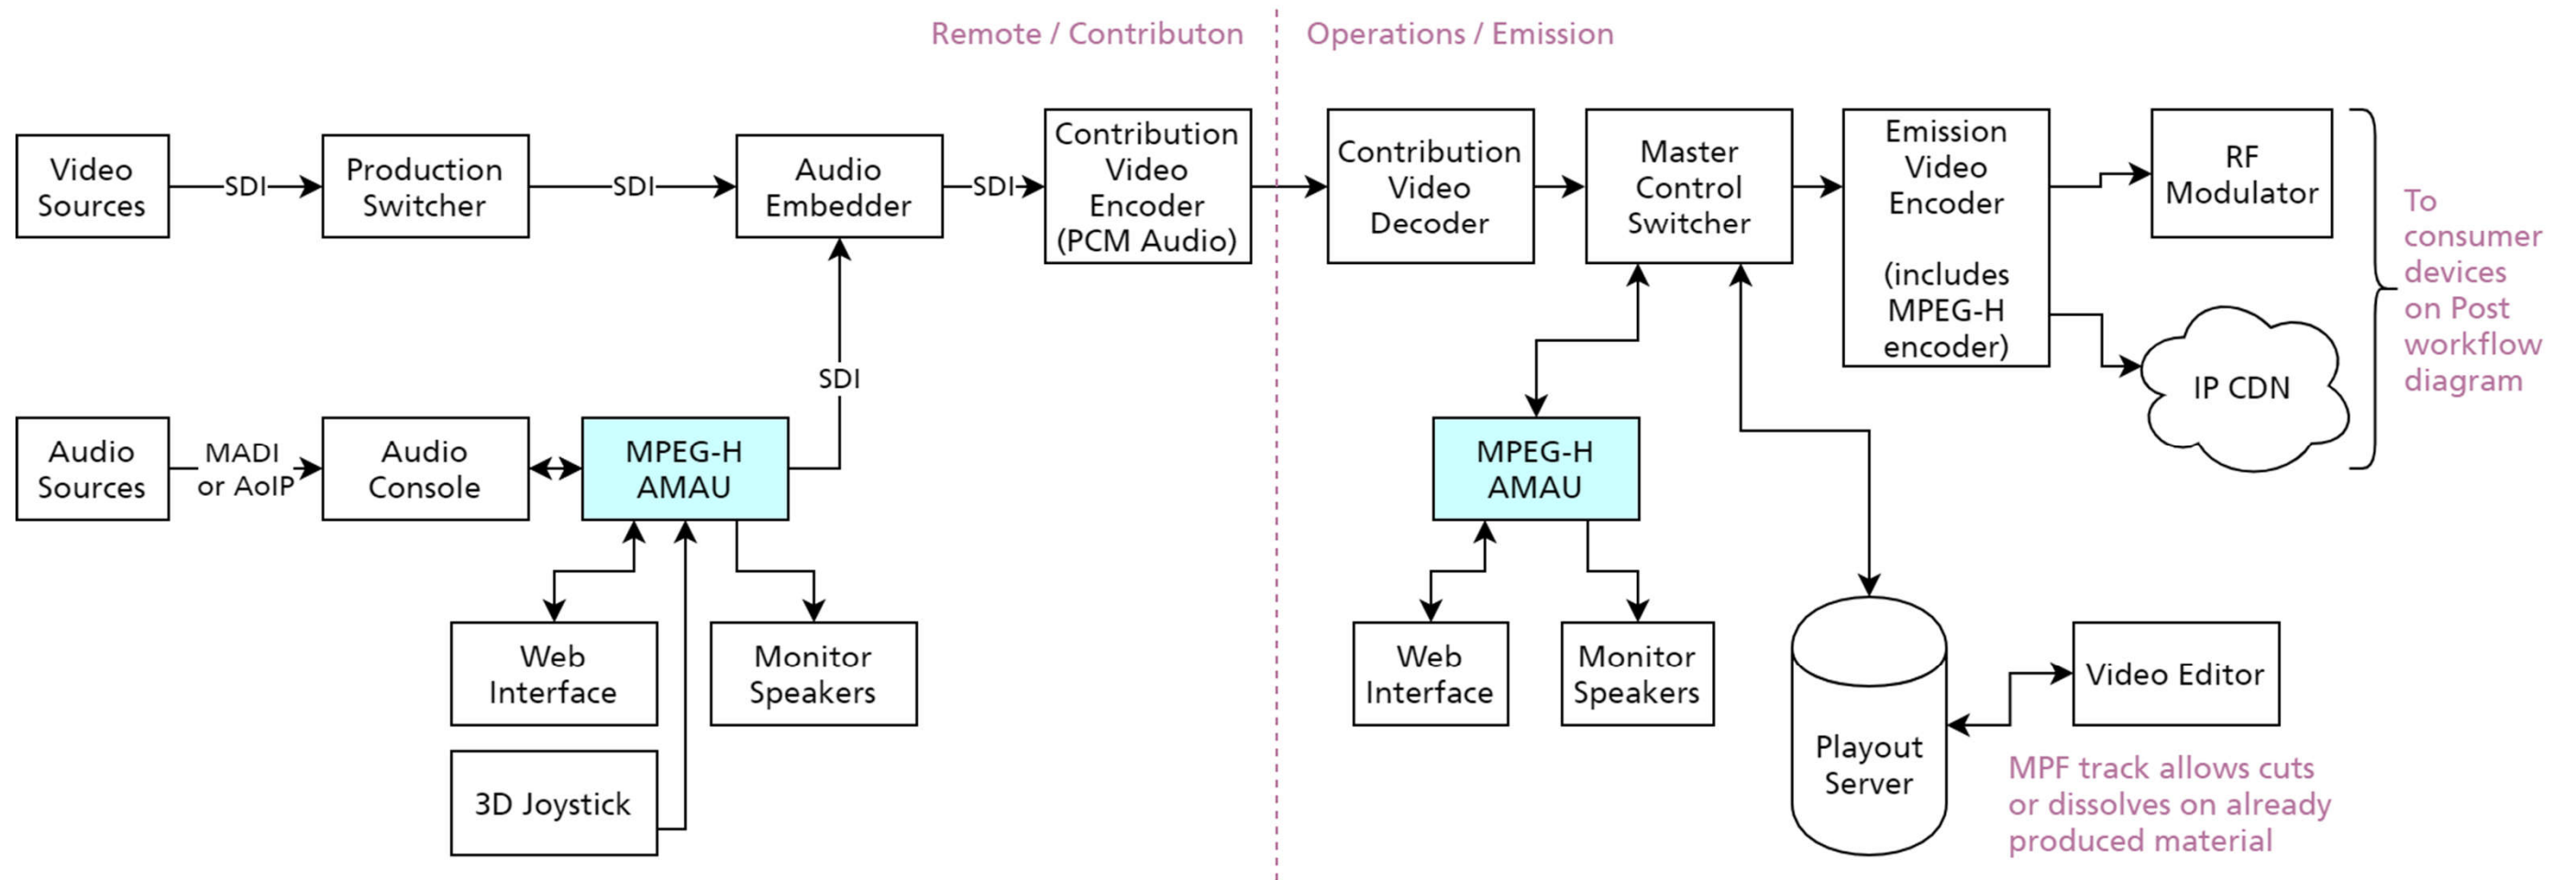 Remote / Contributon
Operations / Emission
Video
Sources
SDI
Production
Switcher
SDI
Audio
Embedder
SDI
Contribution
Video
Encoder
(PCM Audio)
Contribution
Video
Decoder
Master
Control
Switcher
Emission
Video
Encoder
(includes
MPEG-H
encoder)
RF
Modulator
IP CDN
To
consumer
devices
on Post
workflow
diagram
SDI
Audio
Sources
MADI
or AoIP
Audio
Console
MPEG-H
AMAU
Web
Interface
Monitor
Speakers
3D Joystick
MPEG-H
AMAU
Web
Interface
Monitor
Speakers
Playout
Server
Video Editor
MPF track allows cuts
or dissolves on already
produced material